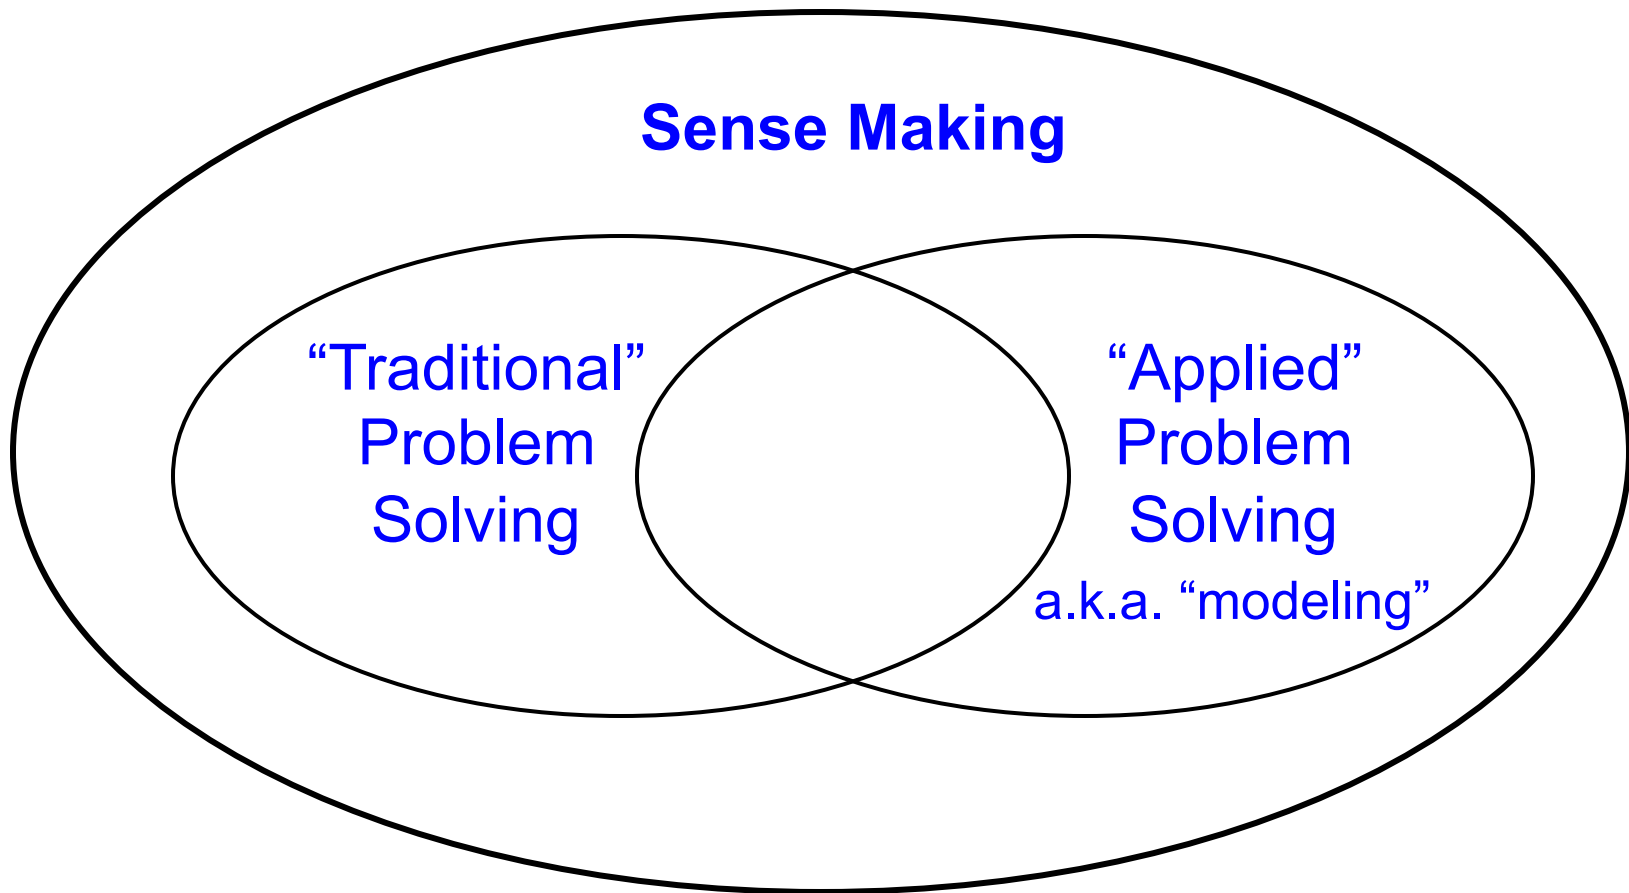 Sense Making
“Traditional”
Problem
Solving
“Applied”
Problem
Solving
a.k.a. “modeling”